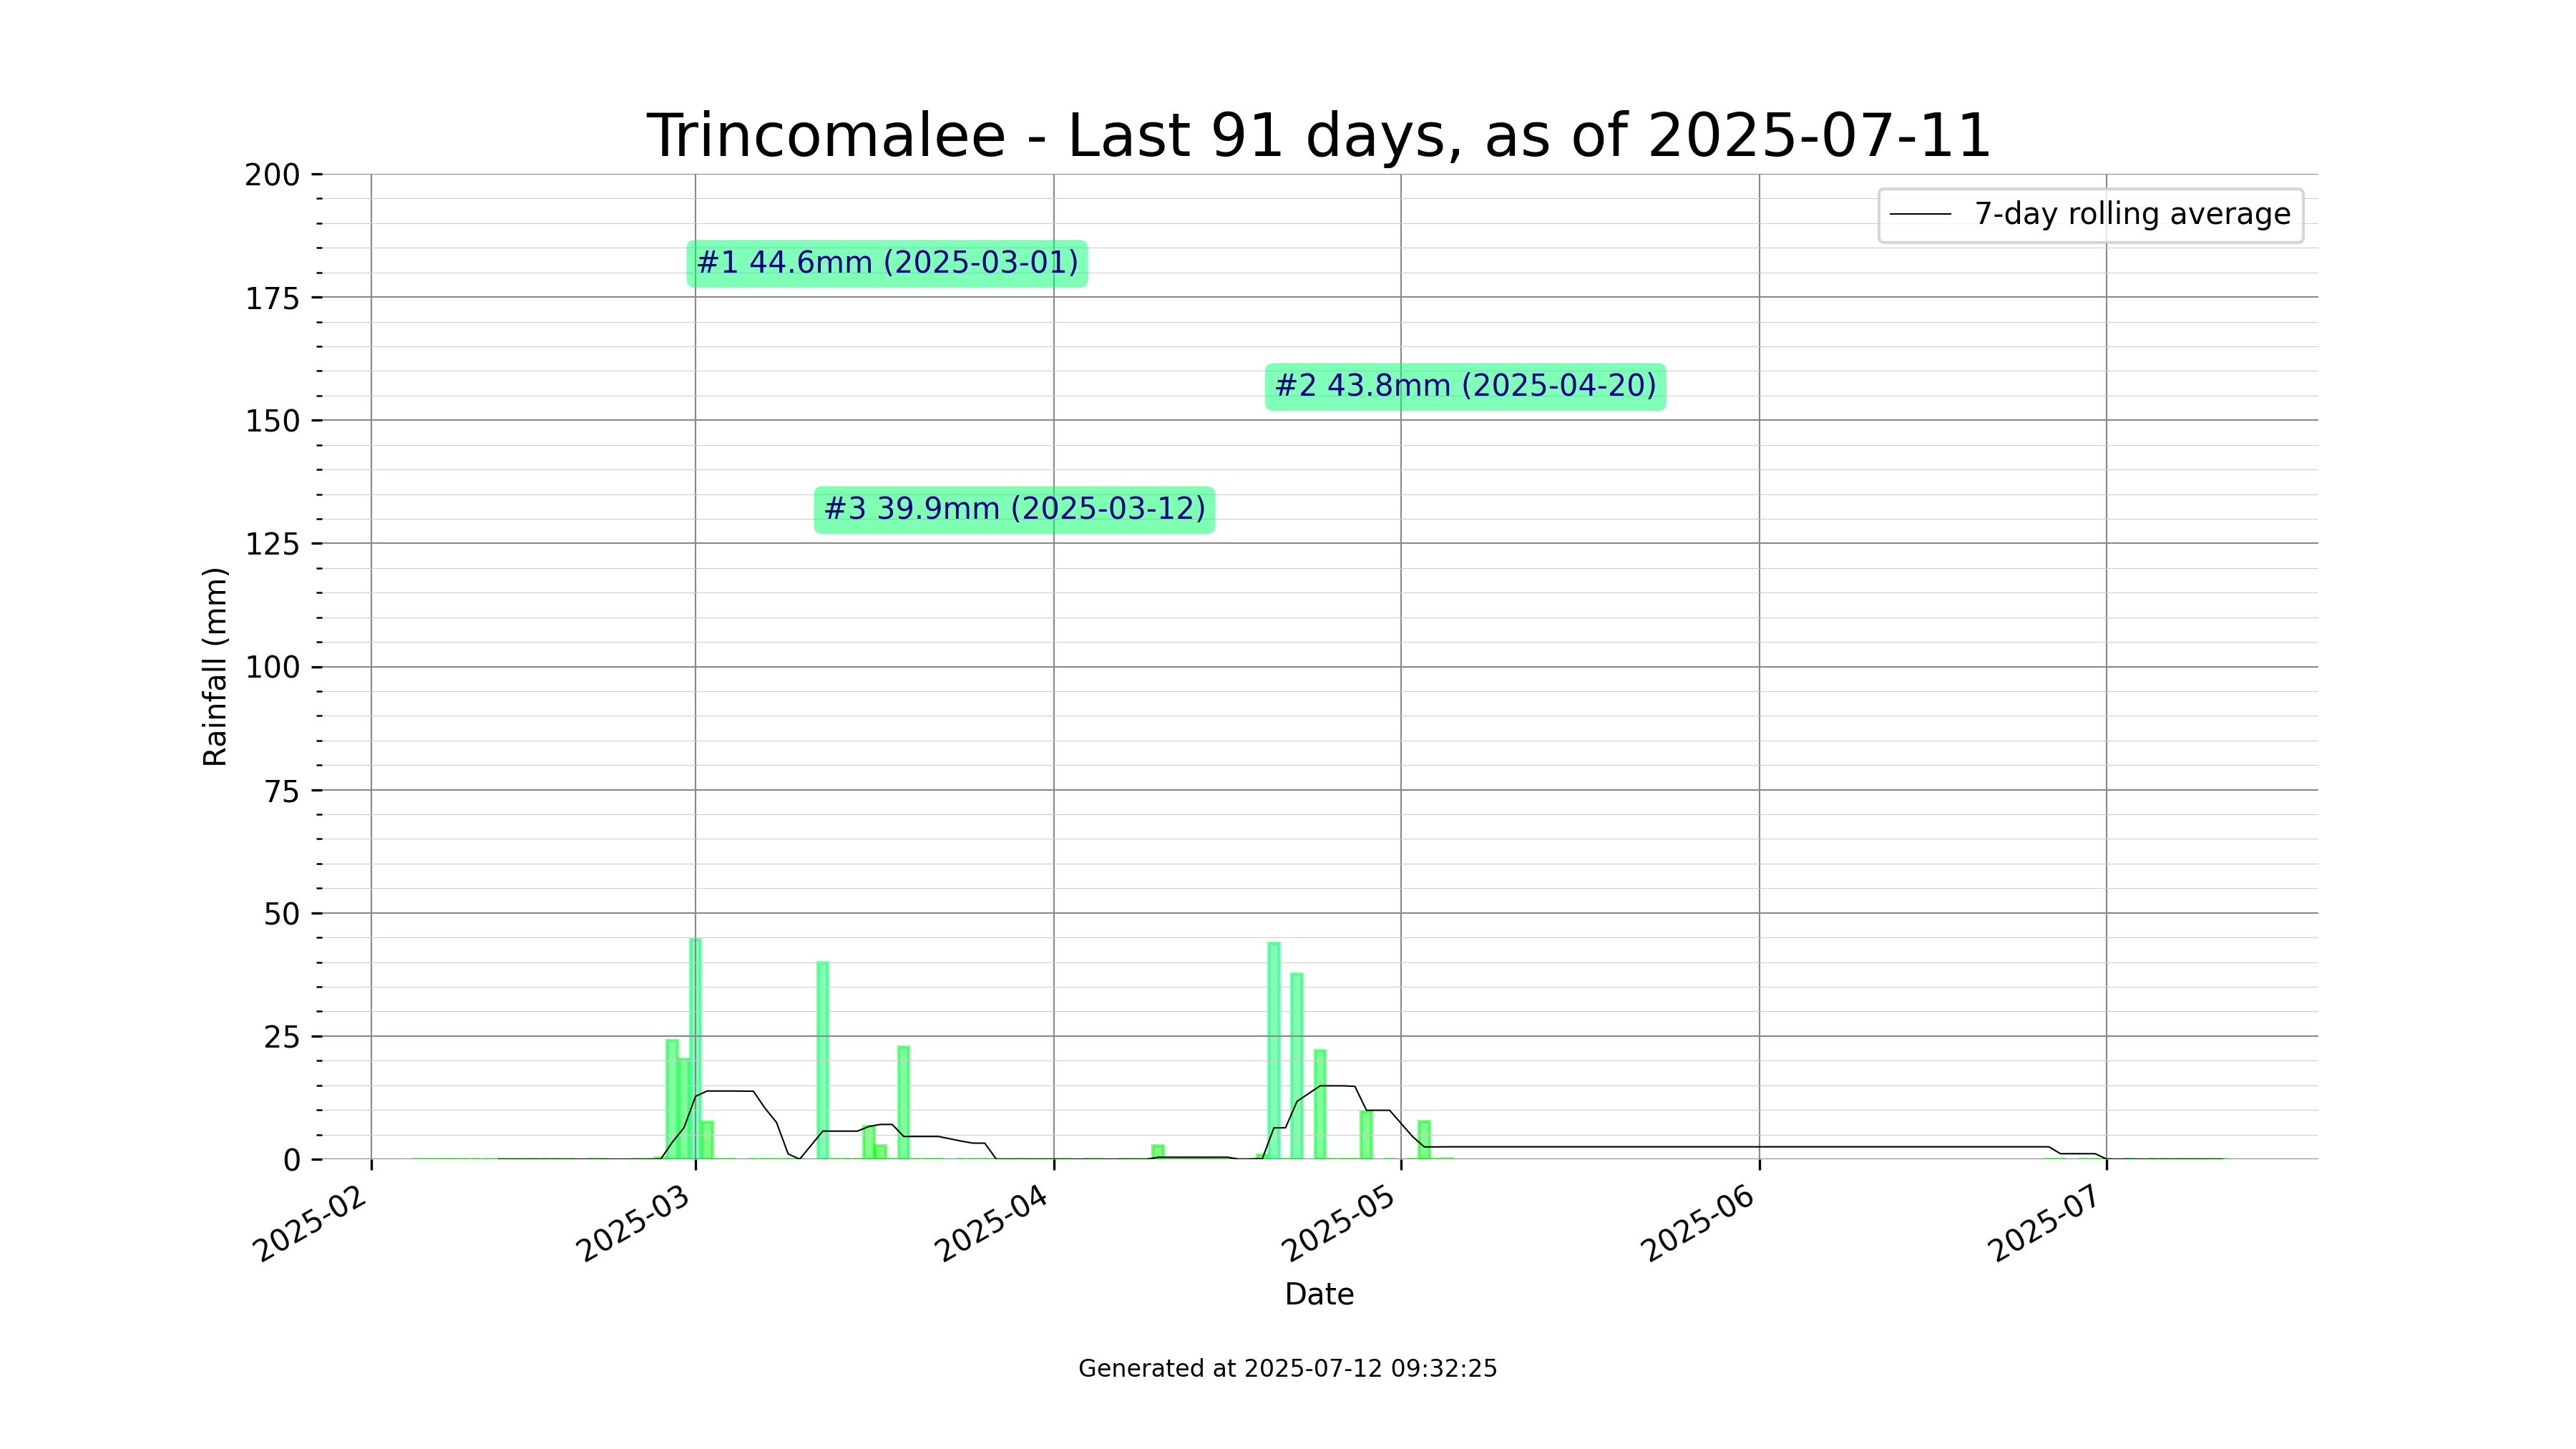 Trincomalee - Last 91 days, as of 2025-07-11
7-day rolling average
#1 44.6mm (2025-03-01)
#2 43.8mm (2025-04-20)
#3 39.9mm (2025-03-12)
Rainfall (mm)
200
175
150
125
100
75
50
25
0
2025-02
2025-03
2025-04
2025-05
2025-06
2025-07
Date
Generated at 2025-07-12 09:32:25